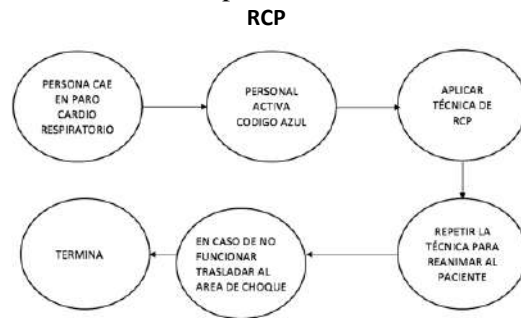 RCP
PERSONA CAE
EN PARO
CARDIO
RESPIRATORIO
PERSONAL
ACTIVA
CODIGO AZUL
APLICAR
TÉCNICA DE
RCP
REPETIR LA
TÉCNICA PARA
REANIMAR AL
PACIENTE
EN CASO DE NO
FUNCIONAR
TRASLADAR AL
AREA DE CHOQUE
TERMINA